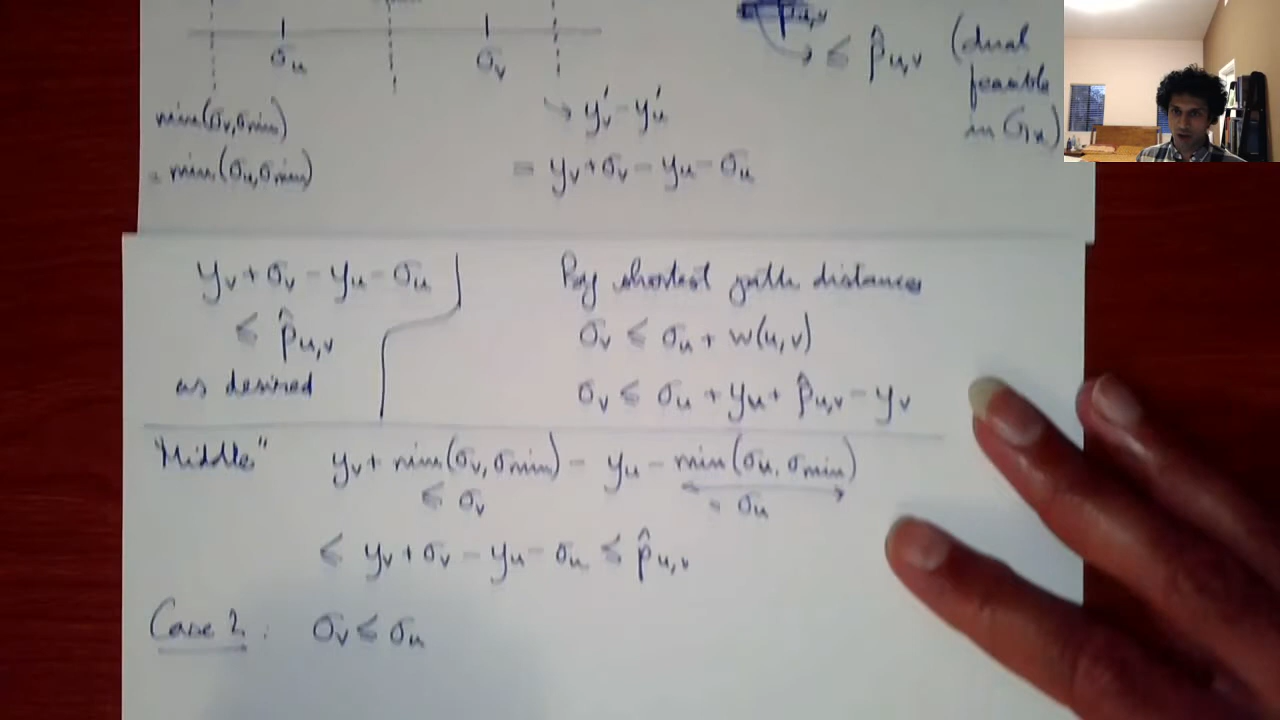 σu σv
p̂u,v
≤ p̂u,v (dual
feasible
in Gx)
min(σv,σmin)
- min(σu,σmin)
→ y'v - y'u
= yv + σv - yu - σu
yv + σv - yu - σu
≤ p̂u,v
as desired
By shortest path distances
σv ≤ σu + w(u,v)
σv ≤ σu + yu + p̂u,v - yv
"Middle" yv + min(σv,σmin) - yu - min(σu,σmin)
≤ σv = σu
≤ yv + σv - yu - σu ≤ p̂u,v
Case 2: σv ≤ σu